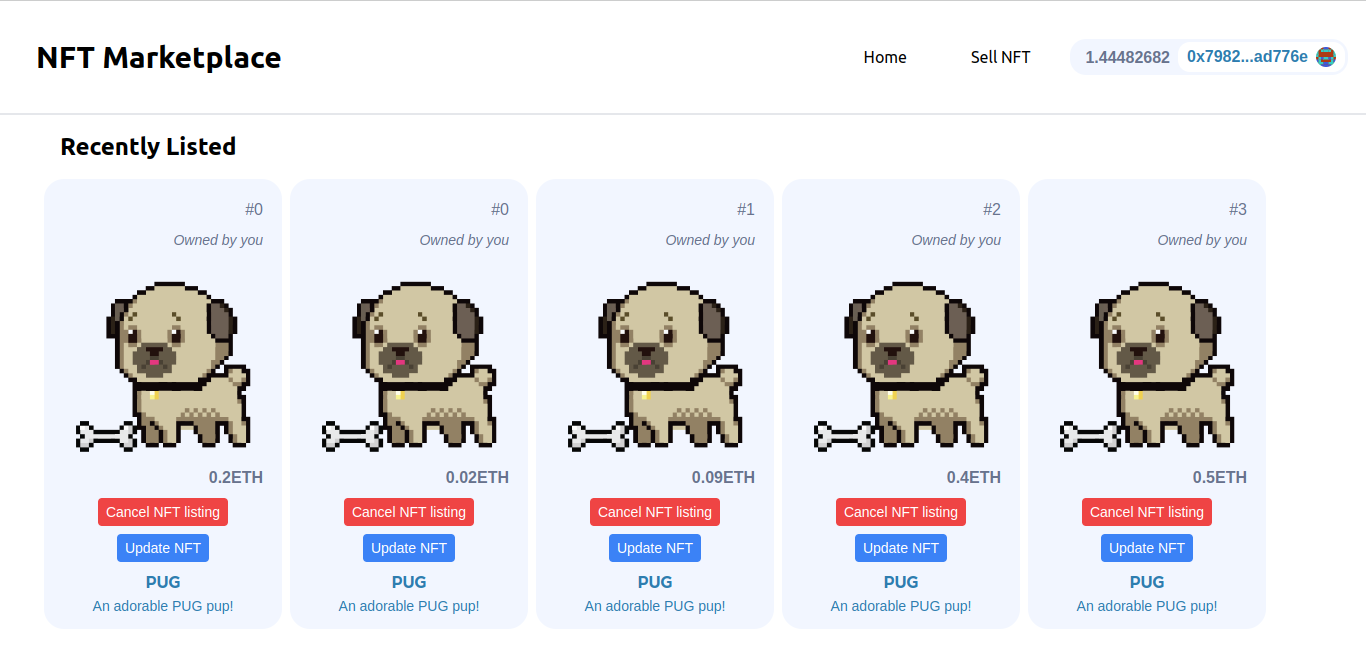 NFT Marketplace
Home
Sell NFT
1.44482682
0x7982...ad776e
Recently Listed
#0
Owned by you
0.2ETH
Cancel NFT listing
Update NFT
PUG
An adorable PUG pup!
#0
Owned by you
0.02ETH
Cancel NFT listing
Update NFT
PUG
An adorable PUG pup!
#1
Owned by you
0.09ETH
Cancel NFT listing
Update NFT
PUG
An adorable PUG pup!
#2
Owned by you
0.4ETH
Cancel NFT listing
Update NFT
PUG
An adorable PUG pup!
#3
Owned by you
0.5ETH
Cancel NFT listing
Update NFT
PUG
An adorable PUG pup!